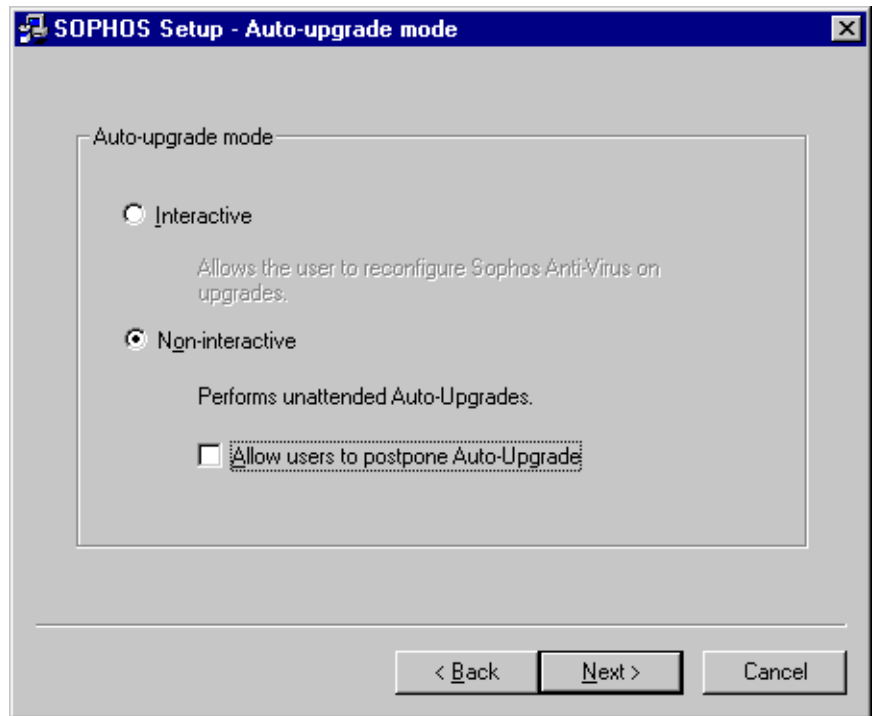 SOPHOS Setup - Auto-upgrade mode
Auto-upgrade mode
Interactive
Allows the user to reconfigure Sophos Anti-Virus on
upgrades.
Non-interactive
Performs unattended Auto-Upgrades.
Allow users to postpone Auto-Upgrade
< Back
Next >
Cancel